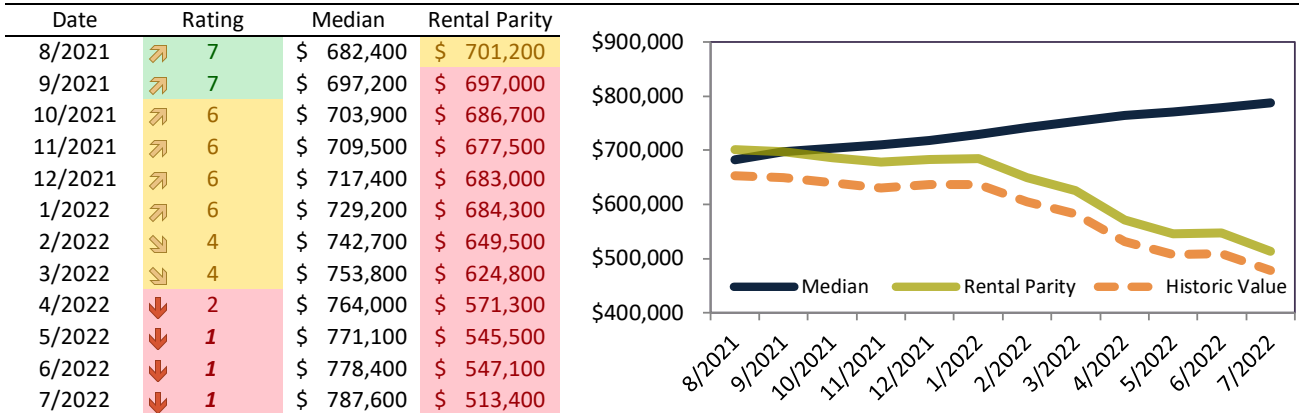 Date Rating Median Rental Parity
8/2021 7 $ 682,400 $ 701,200
9/2021 7 $ 697,200 $ 697,000
10/2021 6 $ 703,900 $ 686,700
11/2021 6 $ 709,500 $ 677,500
12/2021 6 $ 717,400 $ 683,000
1/2022 6 $ 729,200 $ 684,300
2/2022 4 $ 742,700 $ 649,500
3/2022 4 $ 753,800 $ 624,800
4/2022 2 $ 764,000 $ 571,300
5/2022 1 $ 771,100 $ 545,500
6/2022 1 $ 778,400 $ 547,100
7/2022 1 $ 787,600 $ 513,400
$900,000
$800,000
$700,000
$600,000
$500,000
$400,000
Median Rental Parity Historic Value
8/2021 9/2021 10/2021 11/2021 12/2021 1/2022 2/2022 3/2022 4/2022 5/2022 6/2022 7/2022